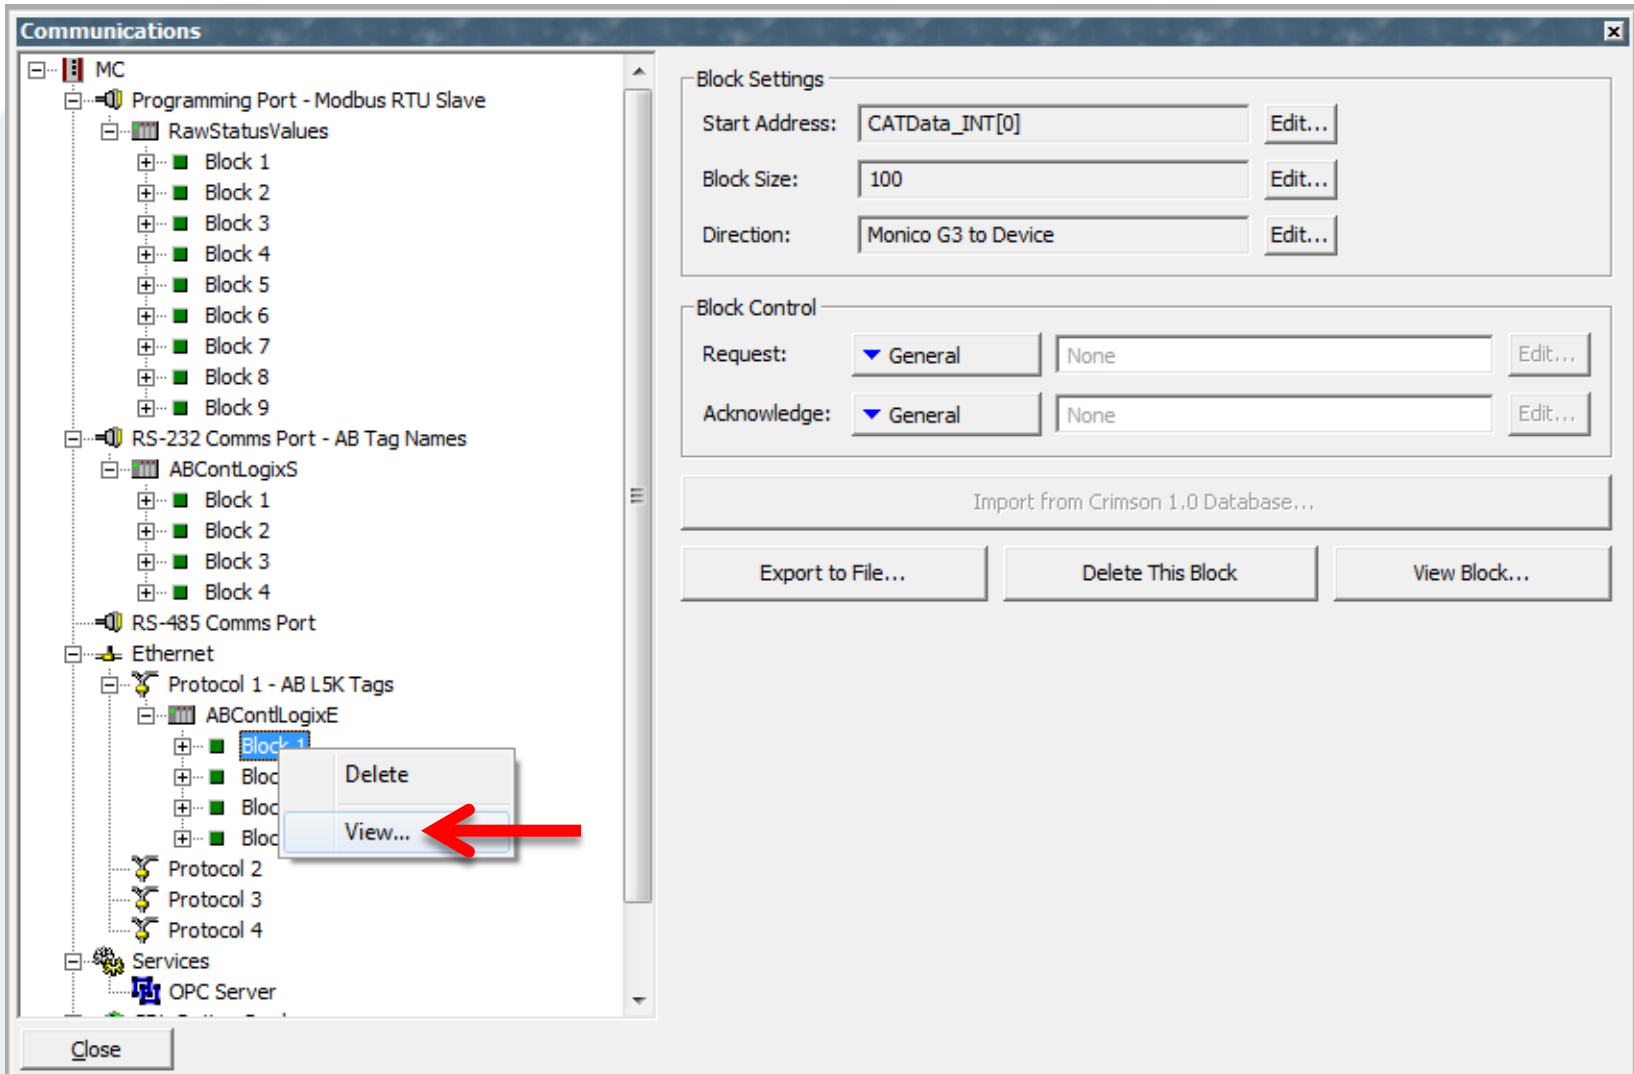 Communications
MC
Programming Port - Modbus RTU Slave
RawStatusValues
Block 1
Block 2
Block 3
Block 4
Block 5
Block 6
Block 7
Block 8
Block 9
RS-232 Comms Port - AB Tag Names
ABContLogixS
Block 1
Block 2
Block 3
Block 4
RS-485 Comms Port
Ethernet
Protocol 1 - AB L5K Tags
ABContlLogixE
Block 1
Bloc
Bloc
Bloc
Delete
View...
Protocol 2
Protocol 3
Protocol 4
Services
OPC Server
Close
Block Settings
Start Address: CATData_INT[0] Edit...
Block Size: 100 Edit...
Direction: Monico G3 to Device Edit...
Block Control
Request: General None Edit...
Acknowledge: General None Edit...
Import from Crimson 1.0 Database...
Export to File... Delete This Block View Block...